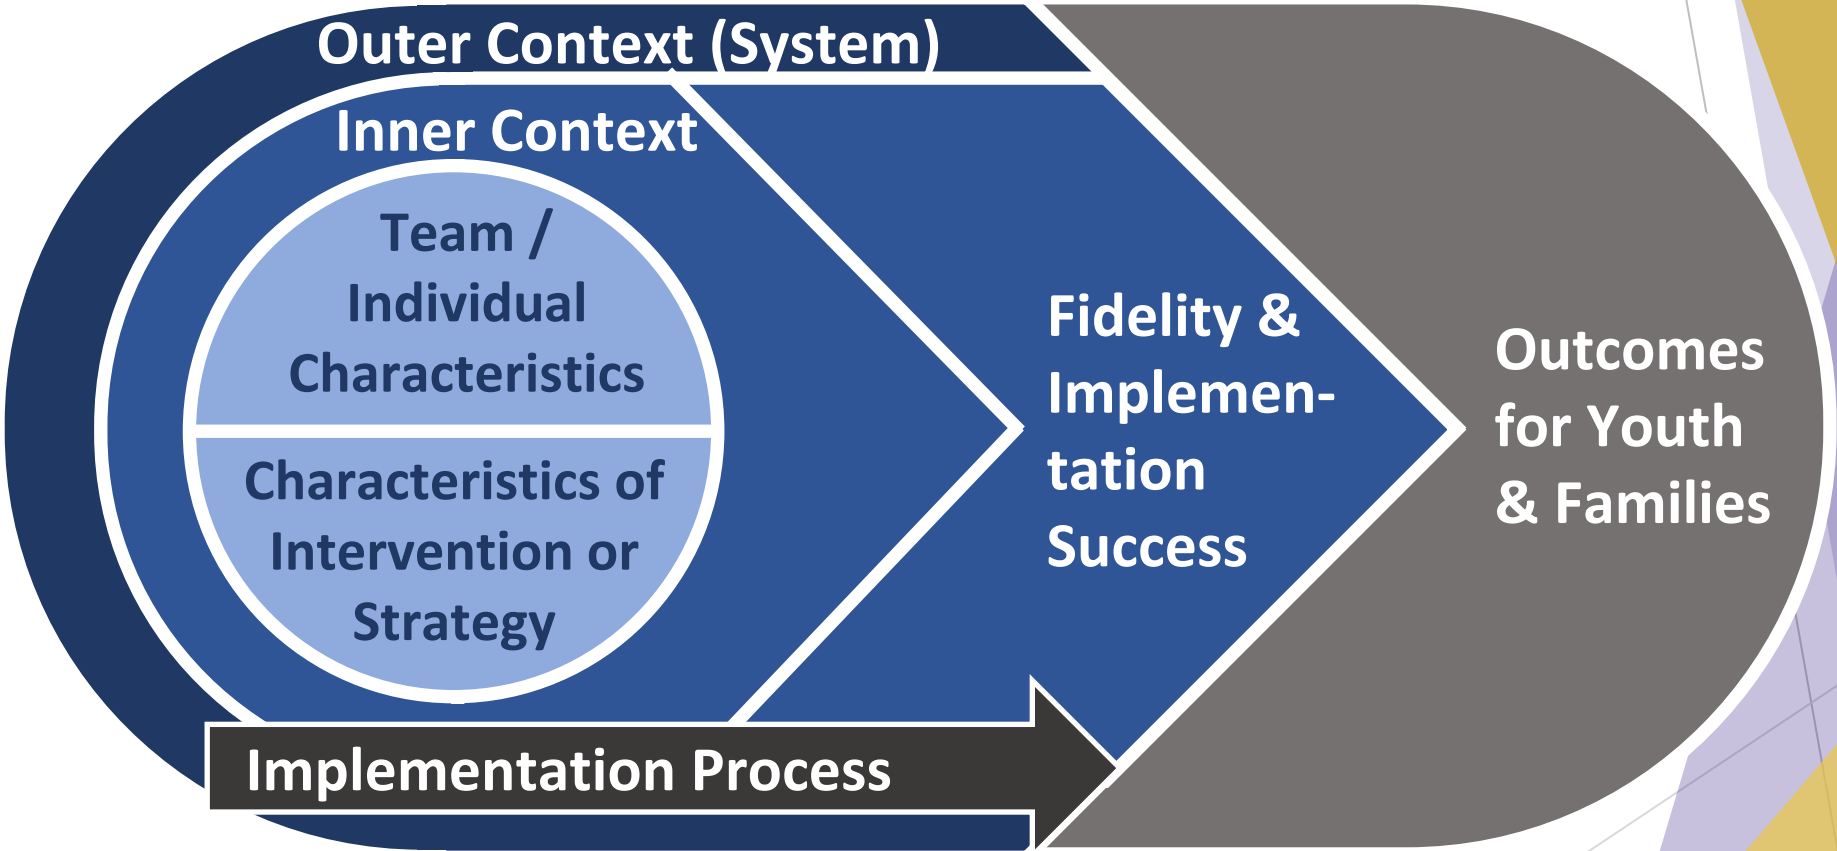 Outer Context (System)
Inner Context
Team /
Individual
Characteristics
Characteristics of
Intervention or
Strategy
Fidelity &
Implemen-
tation
Success
Outcomes
for Youth
& Families
Implementation Process